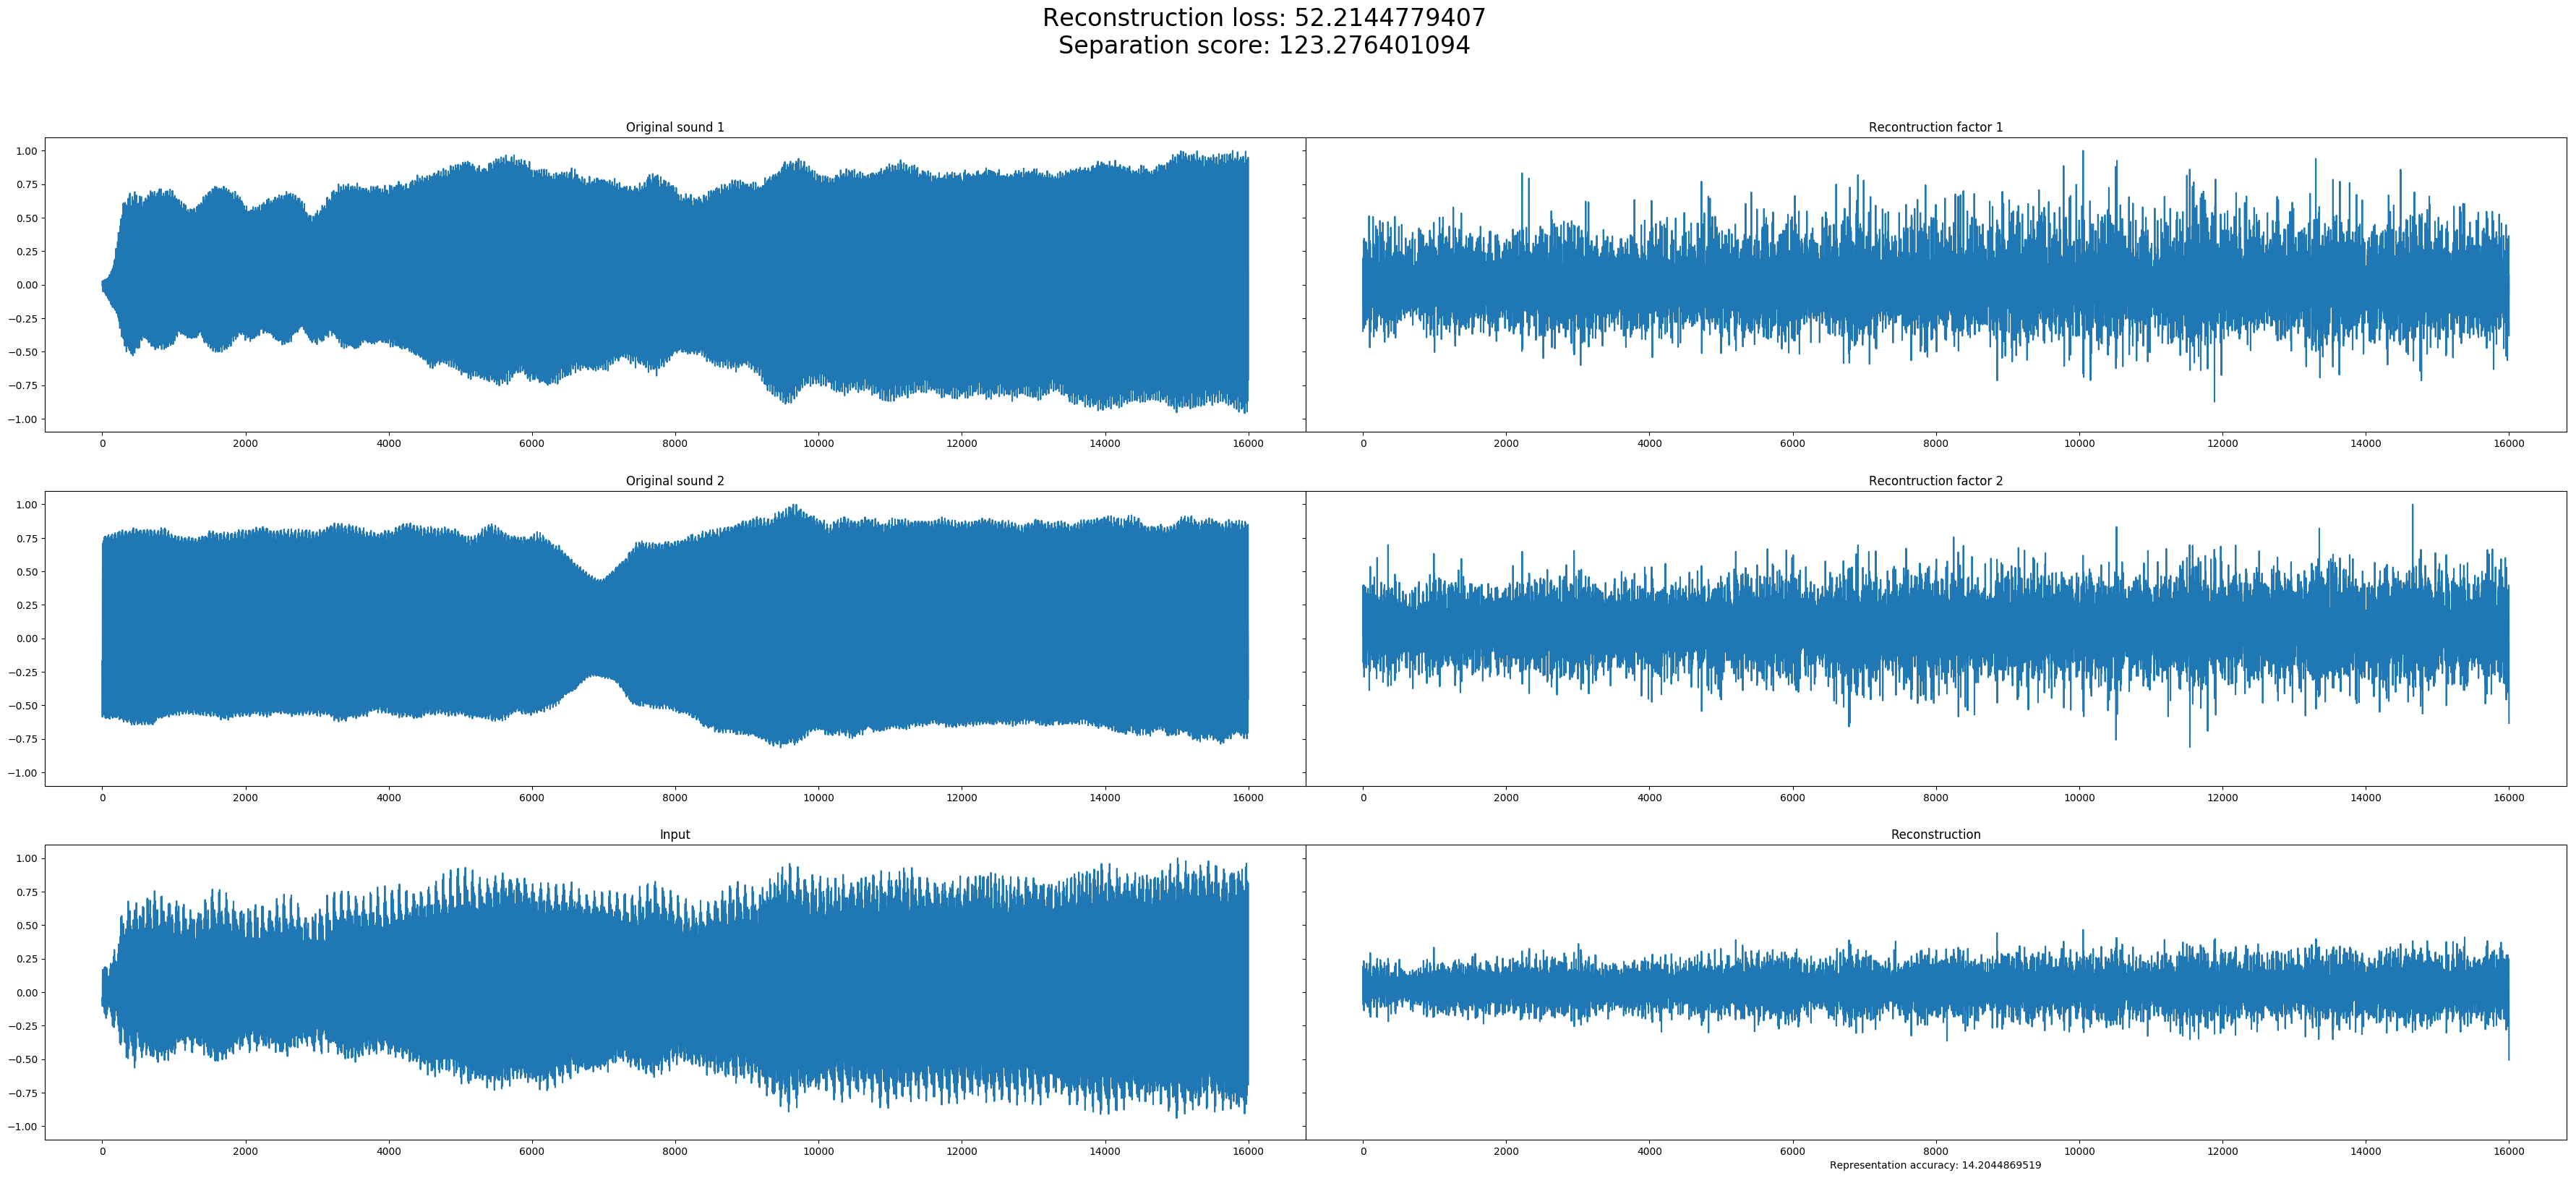 Reconstruction loss: 52.2144779407
Separation score: 123.276401094
Original sound 1
Recontruction factor 1
1.00
0.75
0.50
0.25
0.00
−0.25
−0.50
−0.75
−1.00
0 2000 4000 6000 8000 10000 12000 14000 16000
0 2000 4000 6000 8000 10000 12000 14000 16000
Original sound 2
Recontruction factor 2
1.00
0.75
0.50
0.25
0.00
−0.25
−0.50
−0.75
−1.00
0 2000 4000 6000 8000 10000 12000 14000 16000
0 2000 4000 6000 8000 10000 12000 14000 16000
Input
Reconstruction
1.00
0.75
0.50
0.25
0.00
−0.25
−0.50
−0.75
−1.00
0 2000 4000 6000 8000 10000 12000 14000 16000
0 2000 4000 6000 8000 10000 12000 14000 16000
Representation accuracy: 14.2044869519